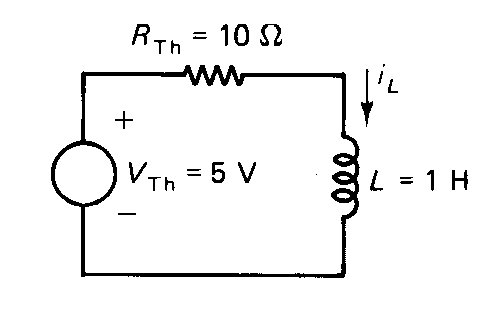 R_Th = 10 Ω
i_L
+
V_Th = 5 V
L = 1 H
−